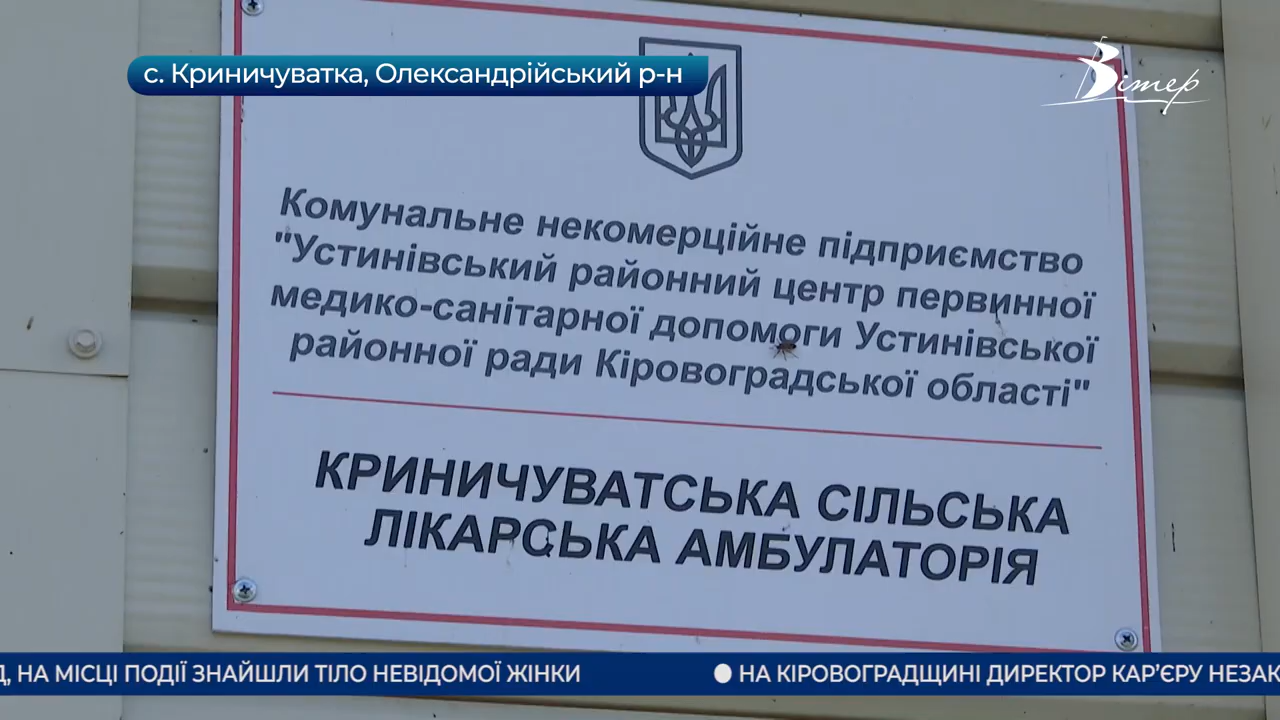 с. Криничуватка, Олександрійський р-н
Вітер
Комунальне некомерційне підприємство
"Устинівський районний центр первинної
медико-санітарної допомоги Устинівської
районної ради Кіровоградської області"
КРИНИЧУВАТСЬКА СІЛЬСЬКА
ЛІКАРСЬКА АМБУЛАТОРІЯ
Д, НА МІСЦІ ПОДІЇ ЗНАЙШЛИ ТІЛО НЕВІДОМОЇ ЖІНКИ ● НА КІРОВОГРАДЩИНІ ДИРЕКТОР КАР’ЄРУ НЕЗАК